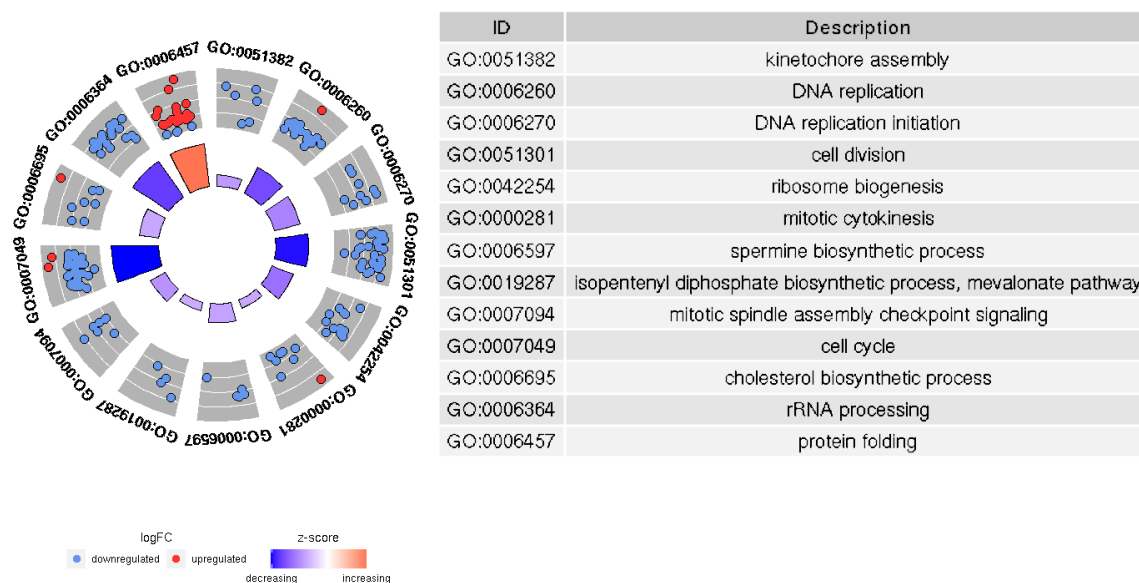 GO:0051382
GO:0006260
GO:0006270
GO:0051301
GO:0042254
GO:0000281
GO:0006597
GO:0019287
GO:0007094
GO:0007049
GO:0006695
GO:0006364
GO:0006457
ID Description
GO:0051382 kinetochore assembly
GO:0006260 DNA replication
GO:0006270 DNA replication initiation
GO:0051301 cell division
GO:0042254 ribosome biogenesis
GO:0000281 mitotic cytokinesis
GO:0006597 spermine biosynthetic process
GO:0019287 isopentenyl diphosphate biosynthetic process, mevalonate pathway
GO:0007094 mitotic spindle assembly checkpoint signaling
GO:0007049 cell cycle
GO:0006695 cholesterol biosynthetic process
GO:0006364 rRNA processing
GO:0006457 protein folding
logFC z-score
downregulated upregulated
decreasing increasing